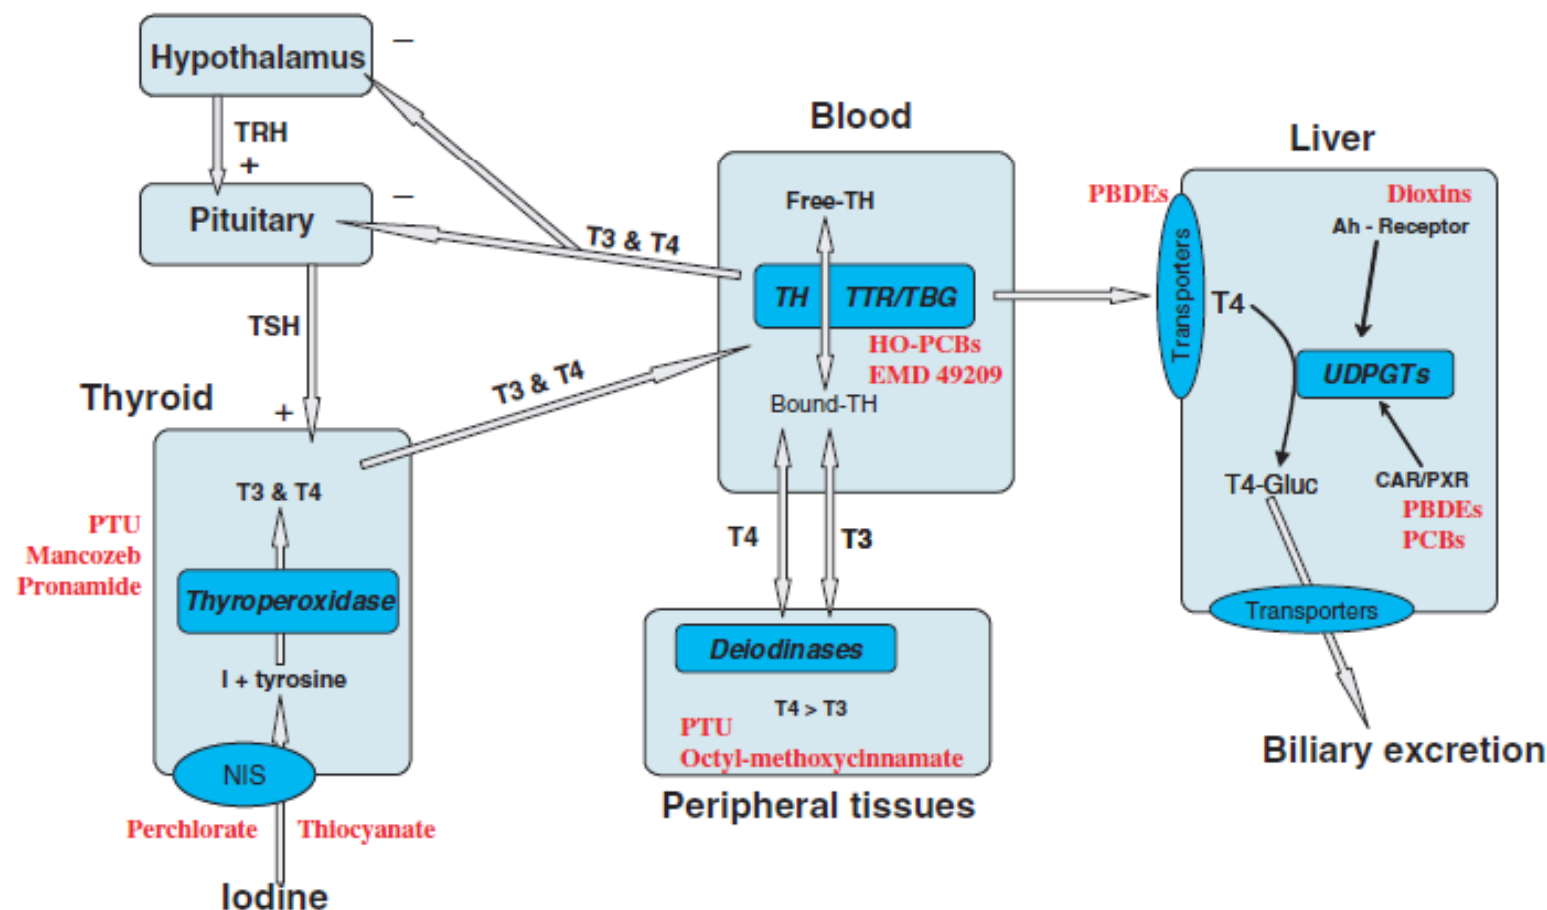 Hypothalamus
−
TRH
+
Pituitary
−
T3 & T4
TSH
+
Thyroid
T3 & T4
PTU
Mancozeb
Pronamide
Thyroperoxidase
I + tyrosine
NIS
Perchlorate
Thiocyanate
Iodine
T3 & T4
Blood
Free-TH
TH
TTR/TBG
HO-PCBs
EMD 49209
Bound-TH
T4
T3
Deiodinases
T4 > T3
PTU
Octyl-methoxycinnamate
Peripheral tissues
Liver
PBDEs
Transporters
Dioxins
Ah - Receptor
T4
UDPGTs
T4-Gluc
CAR/PXR
PBDEs
PCBs
Transporters
Biliary excretion